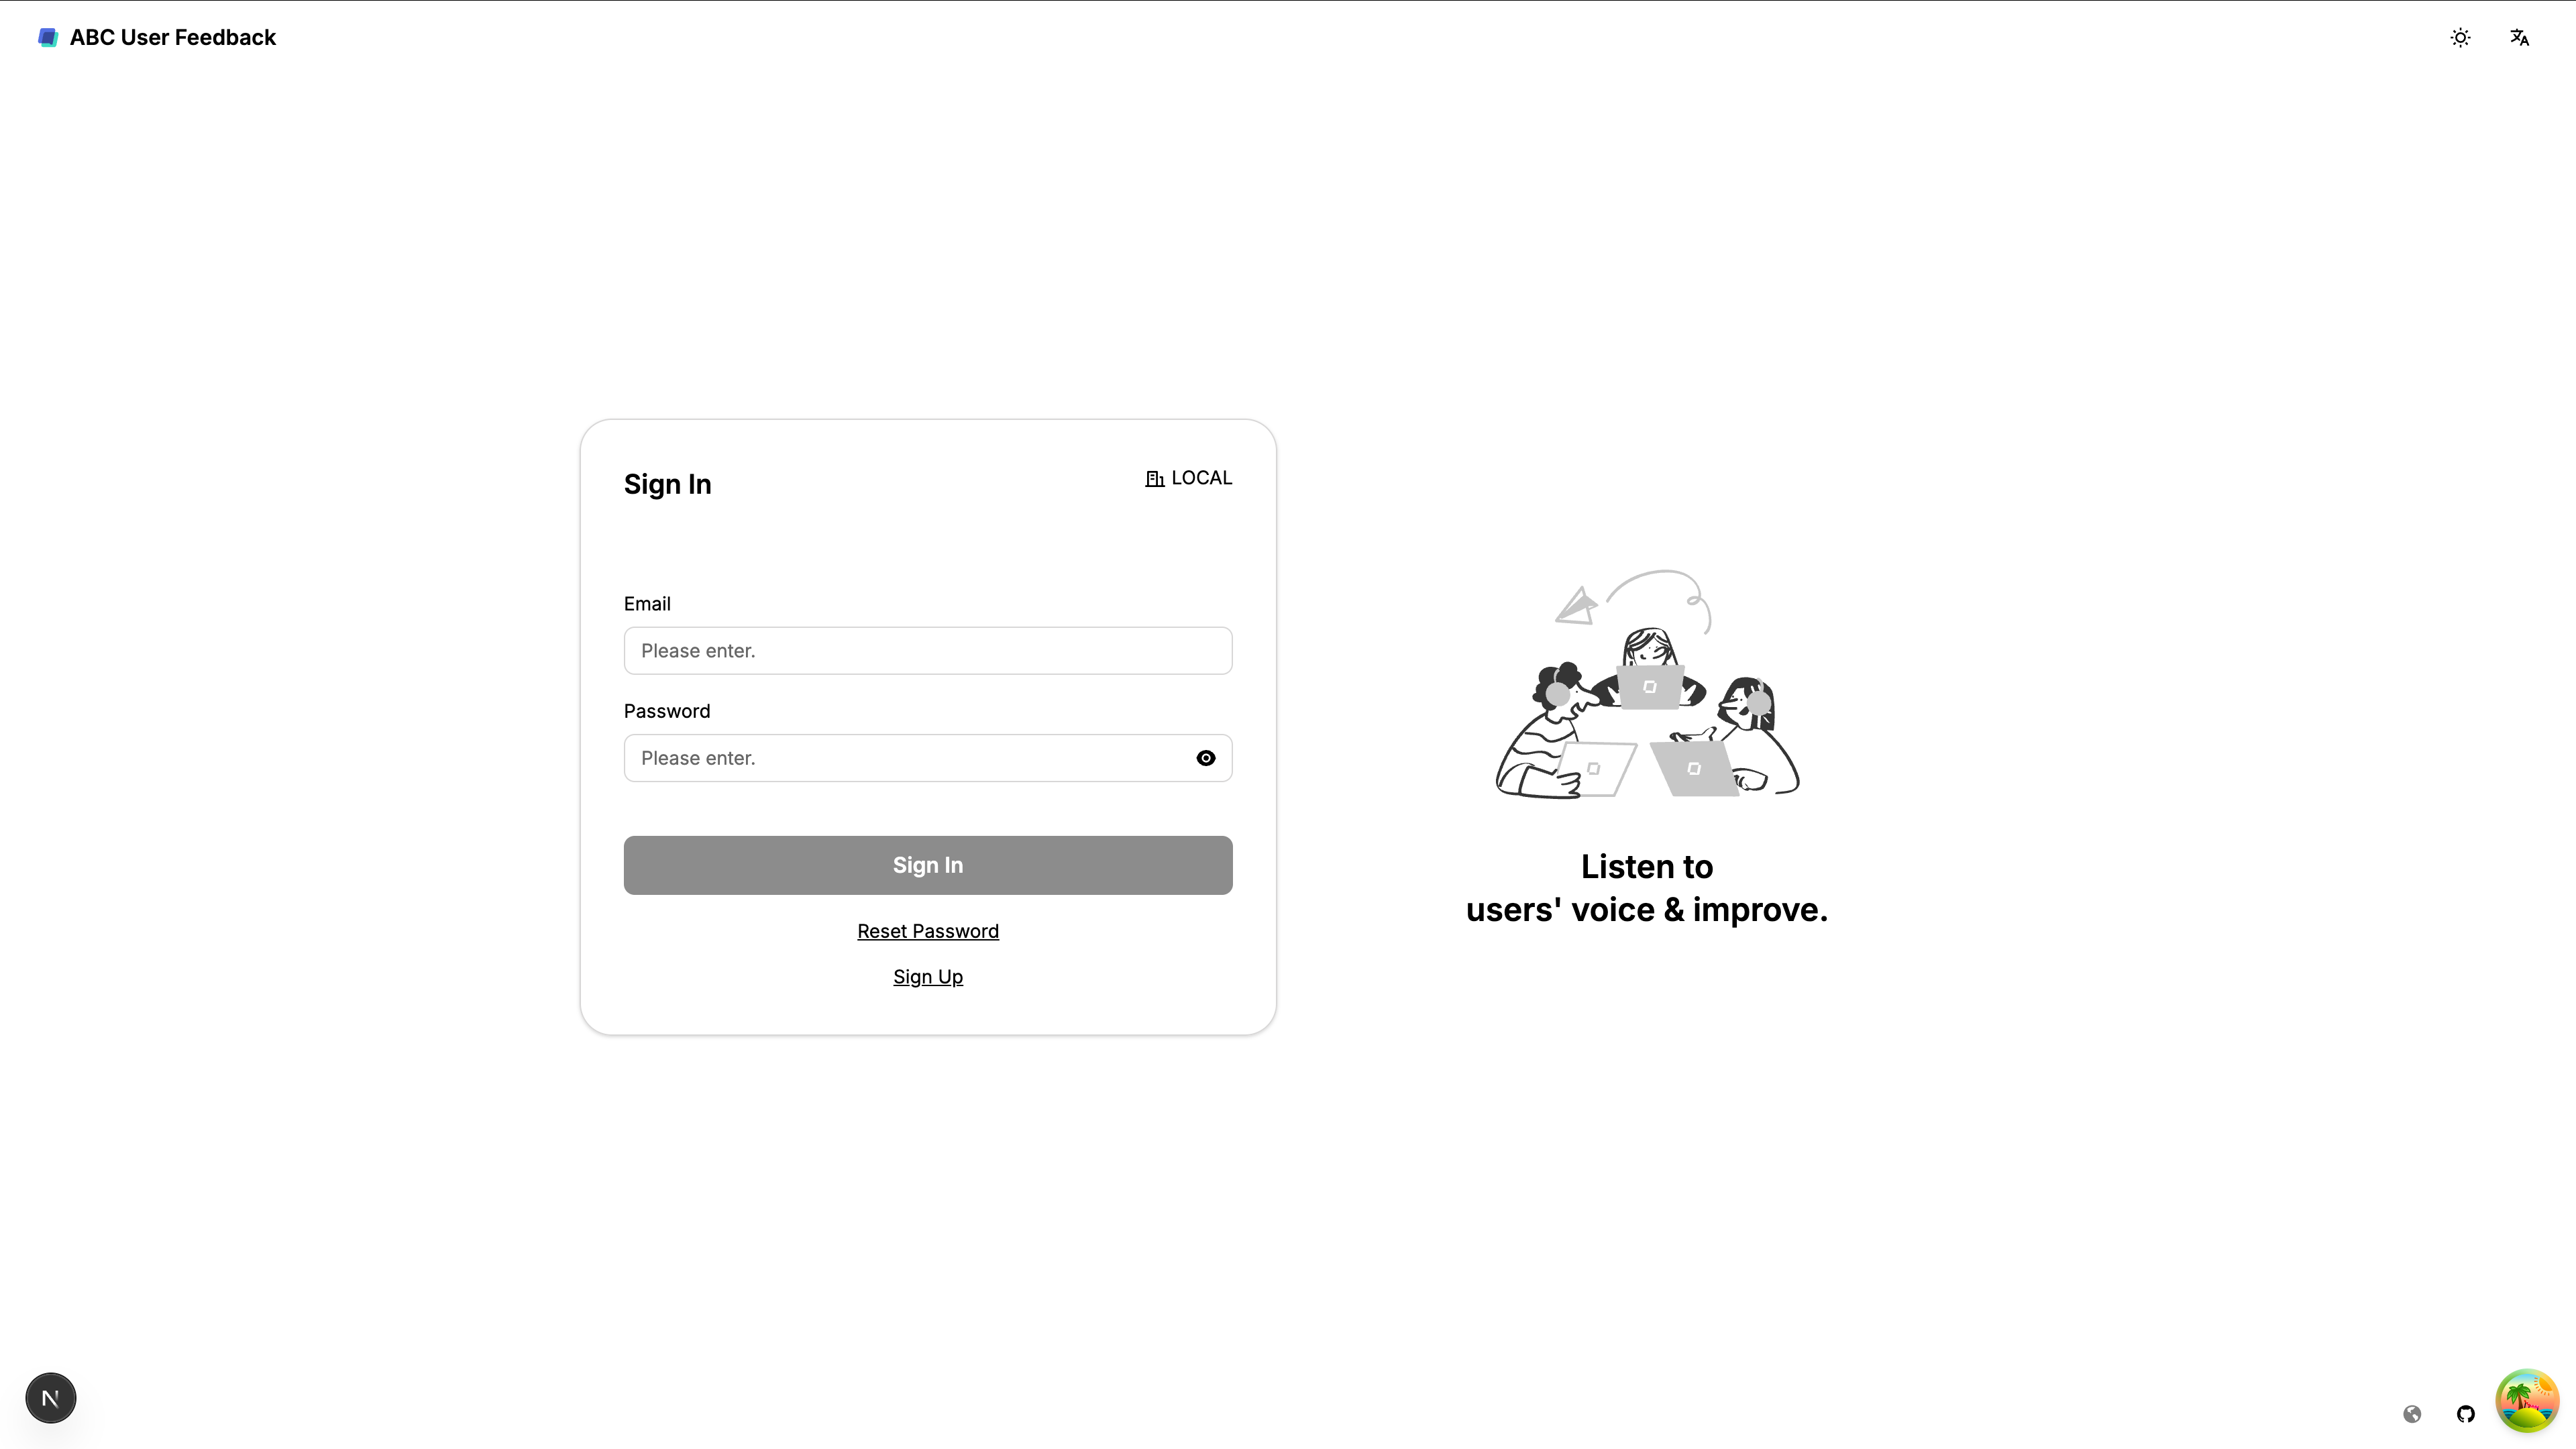 ABC User Feedback
Sign In
LOCAL
Email
Please enter.
Password
Please enter.
Sign In
Reset Password
Sign Up
Listen to
users' voice & improve.
N